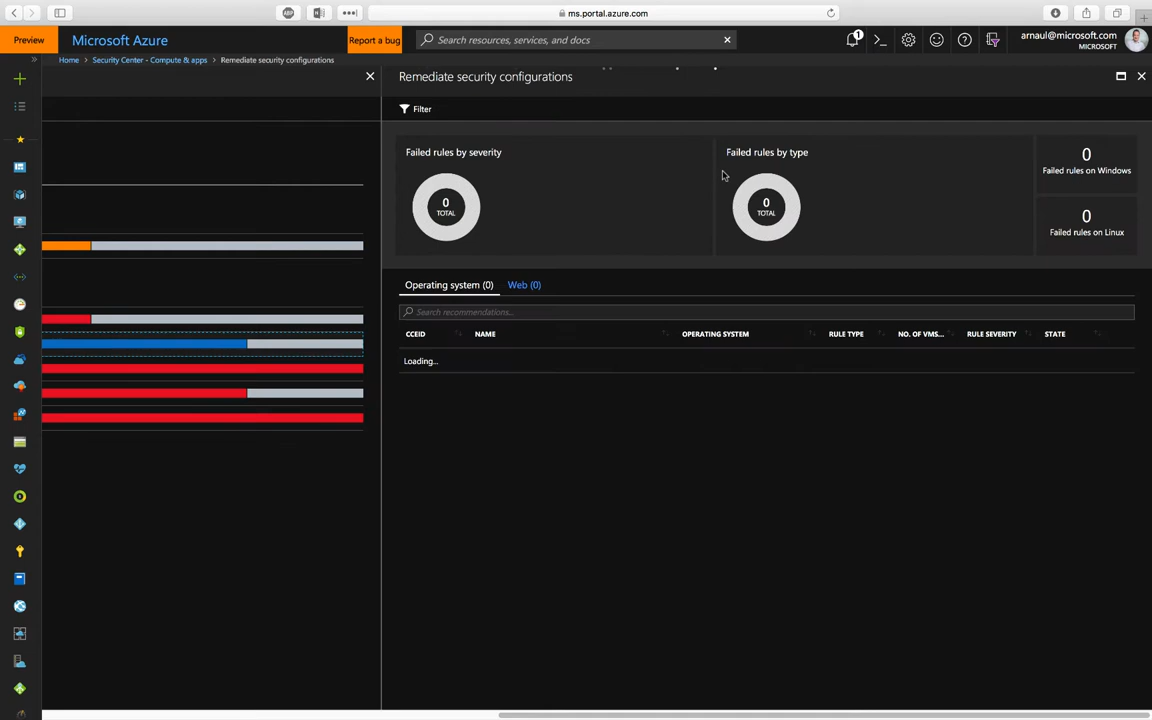 ms.portal.azure.com
Preview
Microsoft Azure
Report a bug
Search resources, services, and docs
1
arnaul@microsoft.com
MICROSOFT
Home > Security Center - Compute & apps > Remediate security configurations
Remediate security configurations
Filter
Failed rules by severity
0
TOTAL
Failed rules by type
0
TOTAL
0
Failed rules on Windows
0
Failed rules on Linux
Operating system (0)
Web (0)
Search recommendations...
CCEID NAME OPERATING SYSTEM RULE TYPE NO. OF VMS... RULE SEVERITY STATE
Loading...